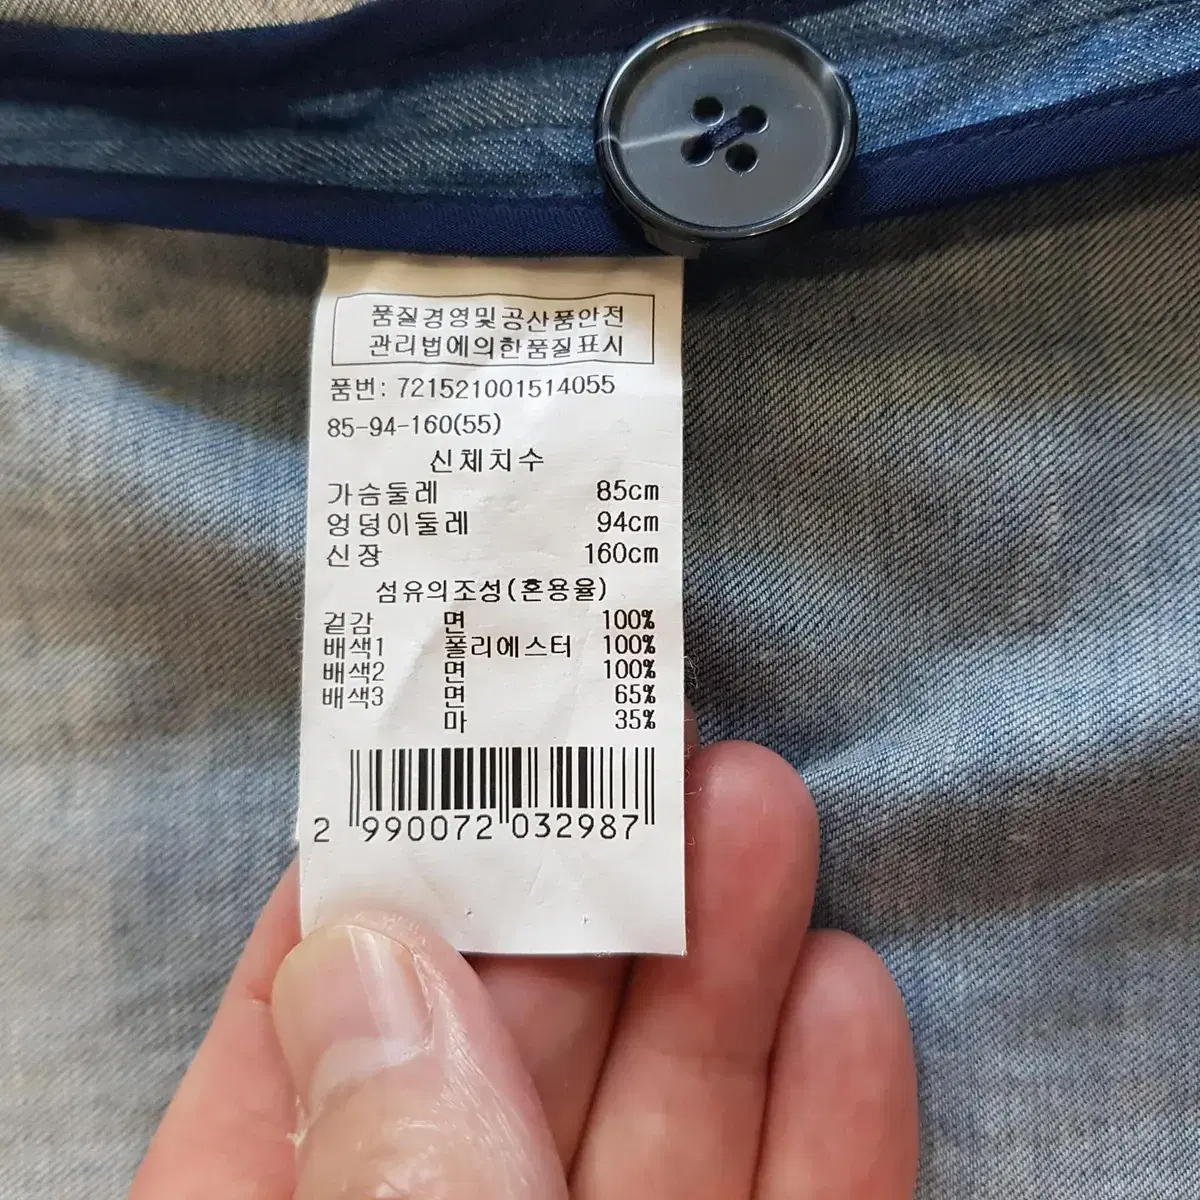 품질경영및공산품안전
관리법에의한품질표시
품번: 721521001514055
85-94-160(55)
신체치수
가슴둘레 85cm
엉덩이둘레 94cm
신장 160cm
섬유의조성(혼용율)
겉감 면 100%
배색1 폴리에스터 100%
배색2 면 100%
배색3 면 65%
마 35%
2 990072 032987